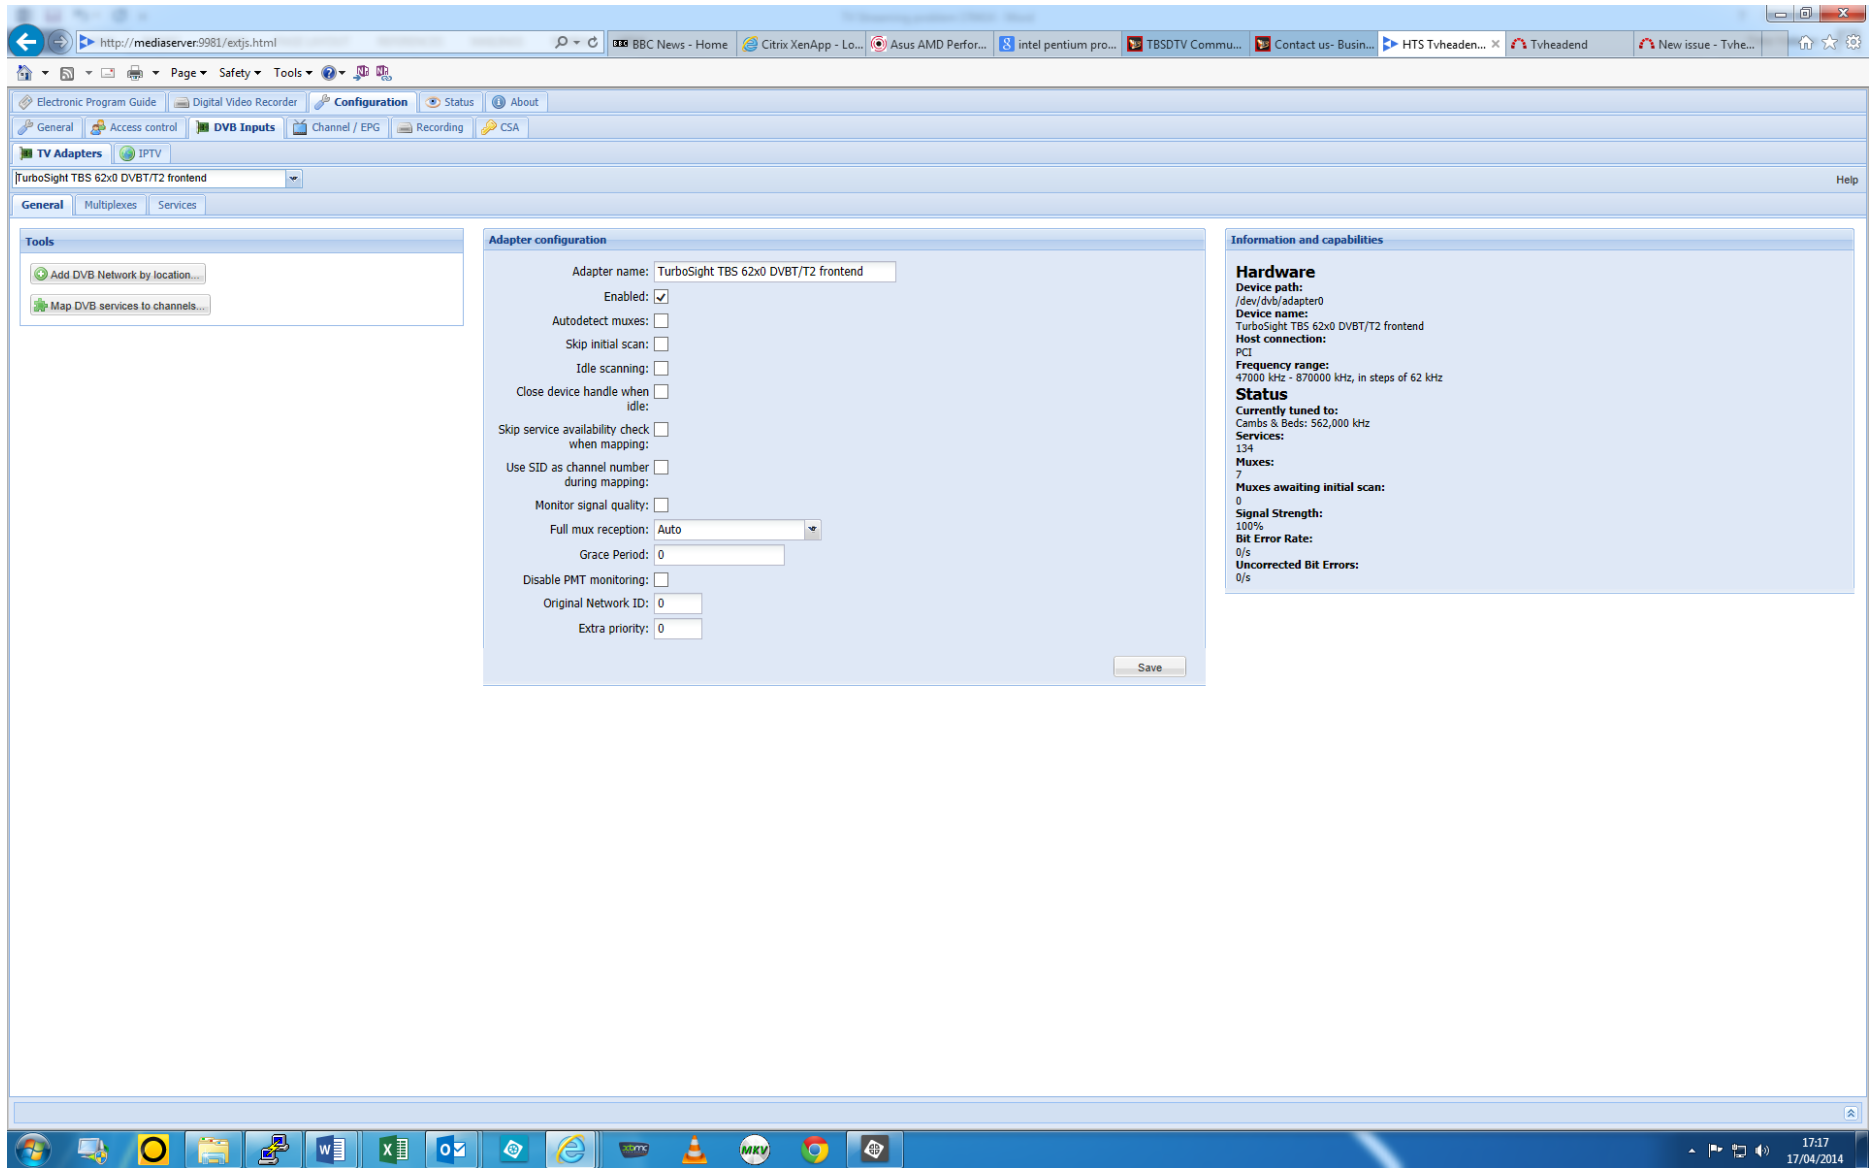 http://mediaserver:9981/extjs.html
BBC News - Home
Citrix XenApp - Lo...
Asus AMD Perfor...
intel pentium pro...
TBSDTV Commu...
Contact us- Busin...
HTS Tvheaden...
Tvheadend
New issue - Tvhe...
Page Safety Tools
Electronic Program Guide Digital Video Recorder Configuration Status About
General Access control DVB Inputs Channel / EPG Recording CSA
TV Adapters IPTV
TurboSight TBS 62x0 DVBT/T2 frontend
Help
General Multiplexes Services
Tools
Add DVB Network by location...
Map DVB services to channels...
Adapter configuration
Adapter name: TurboSight TBS 62x0 DVBT/T2 frontend
Enabled:
Autodetect muxes:
Skip initial scan:
Idle scanning:
Close device handle when
idle:
Skip service availability check
when mapping:
Use SID as channel number
during mapping:
Monitor signal quality:
Full mux reception: Auto
Grace Period: 0
Disable PMT monitoring:
Original Network ID: 0
Extra priority: 0
Save
Information and capabilities
Hardware
Device path:
/dev/dvb/adapter0
Device name:
TurboSight TBS 62x0 DVBT/T2 frontend
Host connection:
PCI
Frequency range:
47000 kHz - 870000 kHz, in steps of 62 kHz
Status
Currently tuned to:
Cambs & Beds: 562,000 kHz
Services:
134
Muxes:
7
Muxes awaiting initial scan:
0
Signal Strength:
100%
Bit Error Rate:
0/s
Uncorrected Bit Errors:
0/s
MKV
17:17
17/04/2014